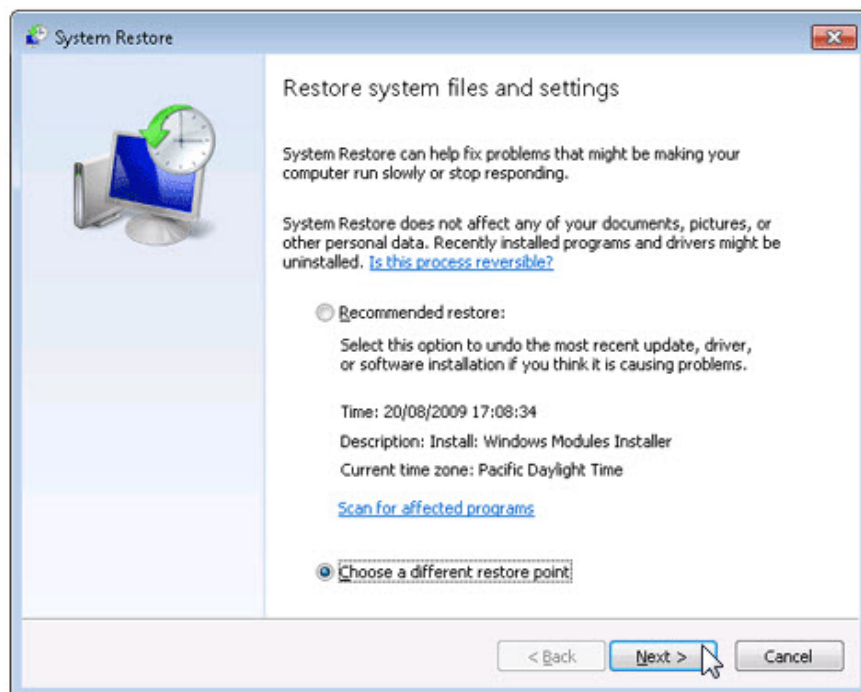 System Restore
Restore system files and settings
System Restore can help fix problems that might be making your
computer run slowly or stop responding.
System Restore does not affect any of your documents, pictures, or
other personal data. Recently installed programs and drivers might be
uninstalled. Is this process reversible?
Recommended restore:
Select this option to undo the most recent update, driver,
or software installation if you think it is causing problems.
Time: 20/08/2009 17:08:34
Description: Install: Windows Modules Installer
Current time zone: Pacific Daylight Time
Scan for affected programs
Choose a different restore point
< Back Next > Cancel